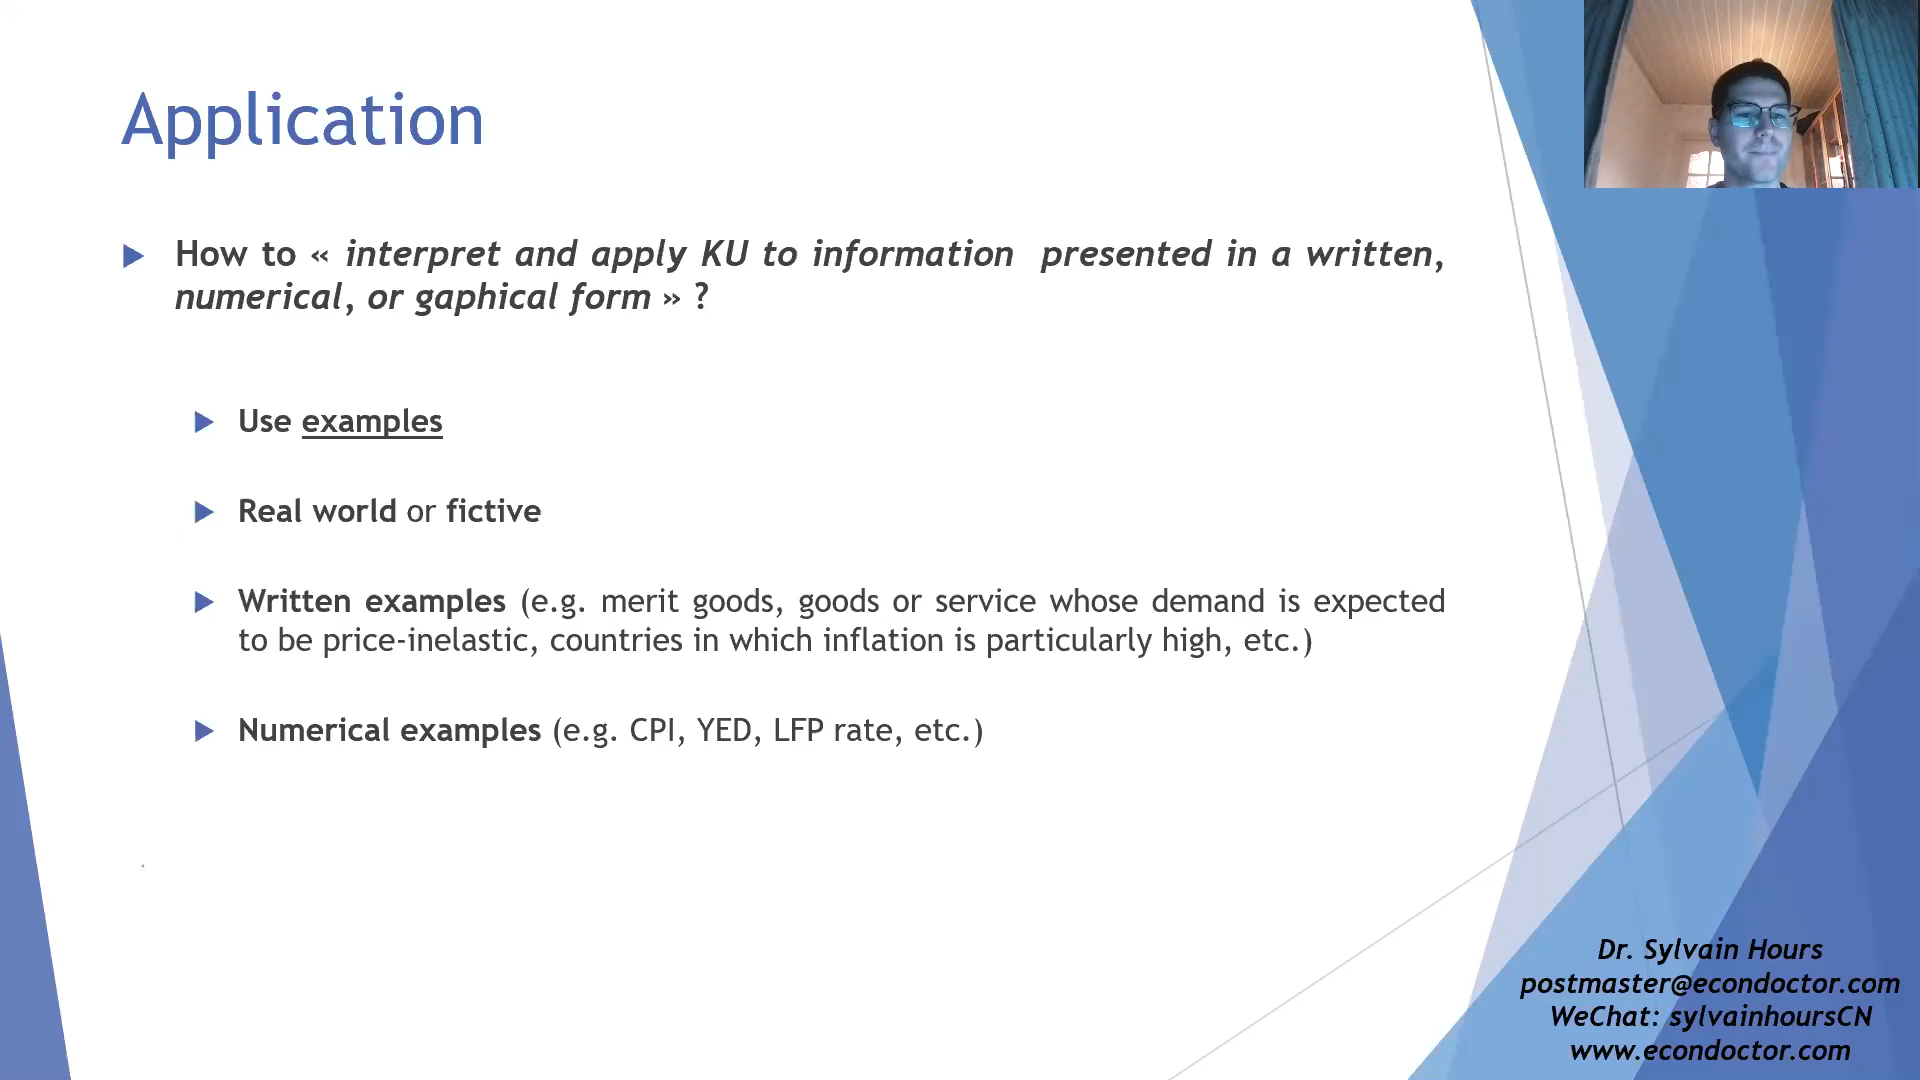 Application
How to « interpret and apply KU to information presented in a written,
numerical, or gaphical form » ?
Use examples
Real world or fictive
Written examples (e.g. merit goods, goods or service whose demand is expected
to be price-inelastic, countries in which inflation is particularly high, etc.)
Numerical examples (e.g. CPI, YED, LFP rate, etc.)
Dr. Sylvain Hours
postmaster@econdoctor.com
WeChat: sylvainhoursCN
www.econdoctor.com